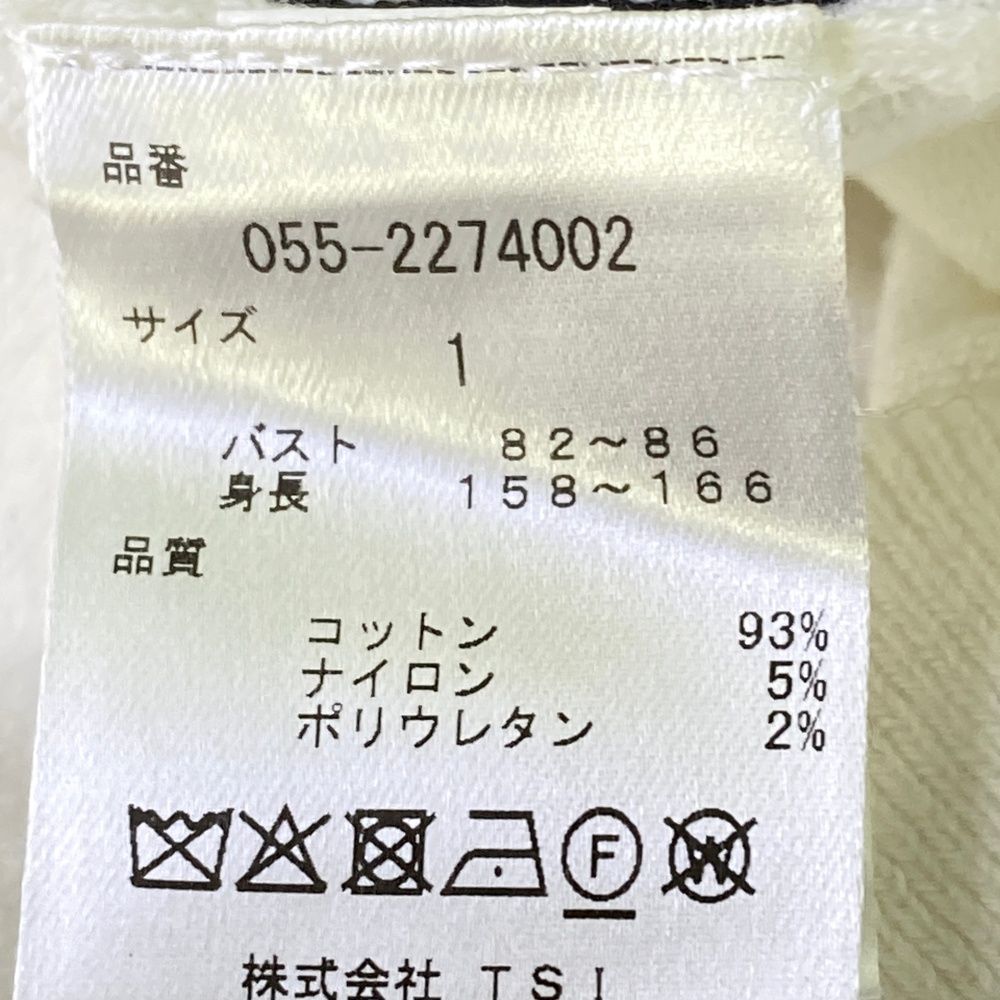 品番
055-2274002
サイズ
1
バスト 82～86
身長 158～166
品質
コットン 93%
ナイロン 5%
ポリウレタン 2%
F W
株式会社 TSI